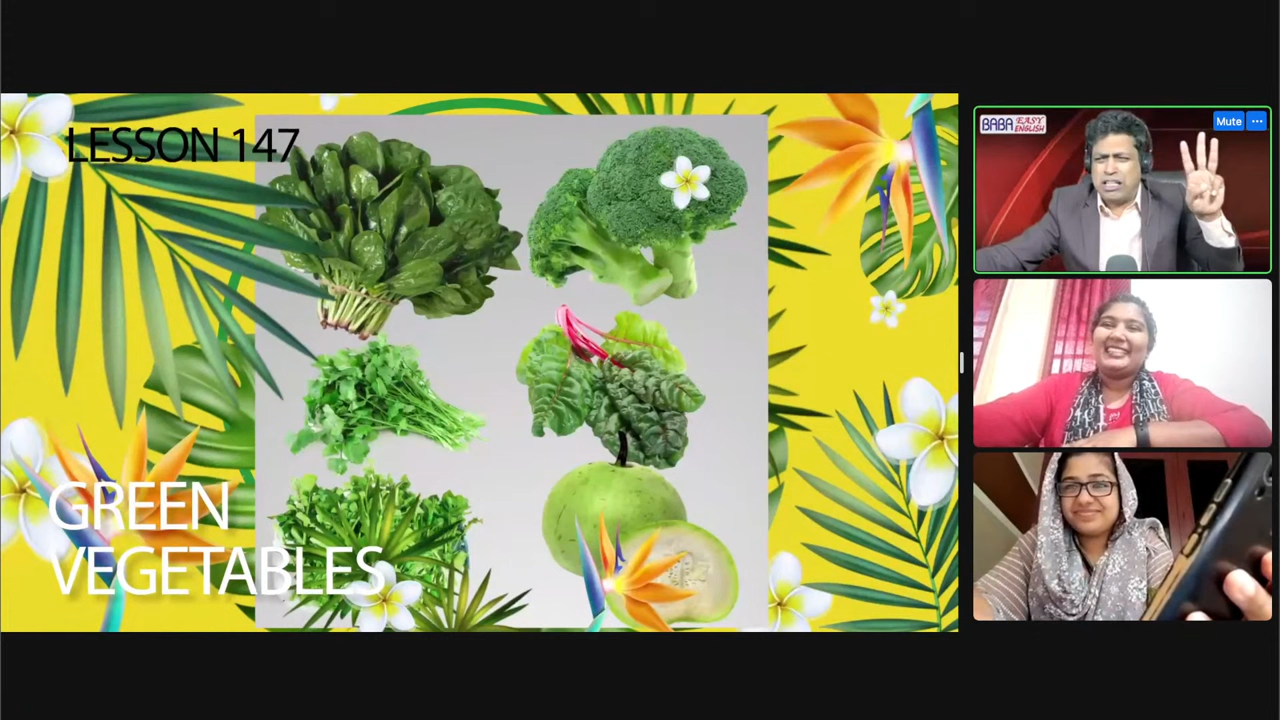 LESSON 147
GREEN
VEGETABLES
Mute
BABA EASY
ENGLISH